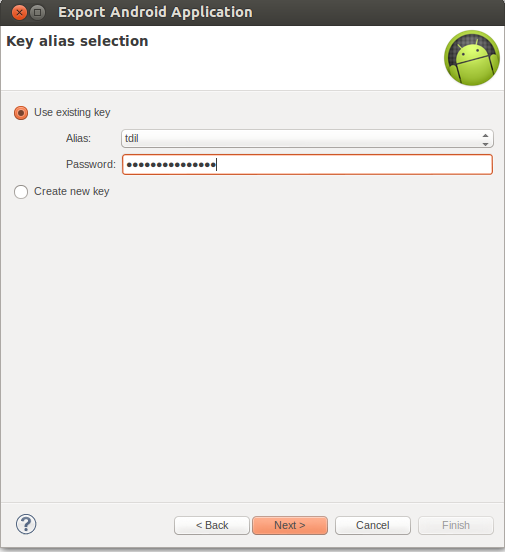 Export Android Application
Key alias selection
Use existing key
Alias: tdil
Password: ●●●●●●●●●●●●●●●
Create new key
? < Back Next > Cancel Finish